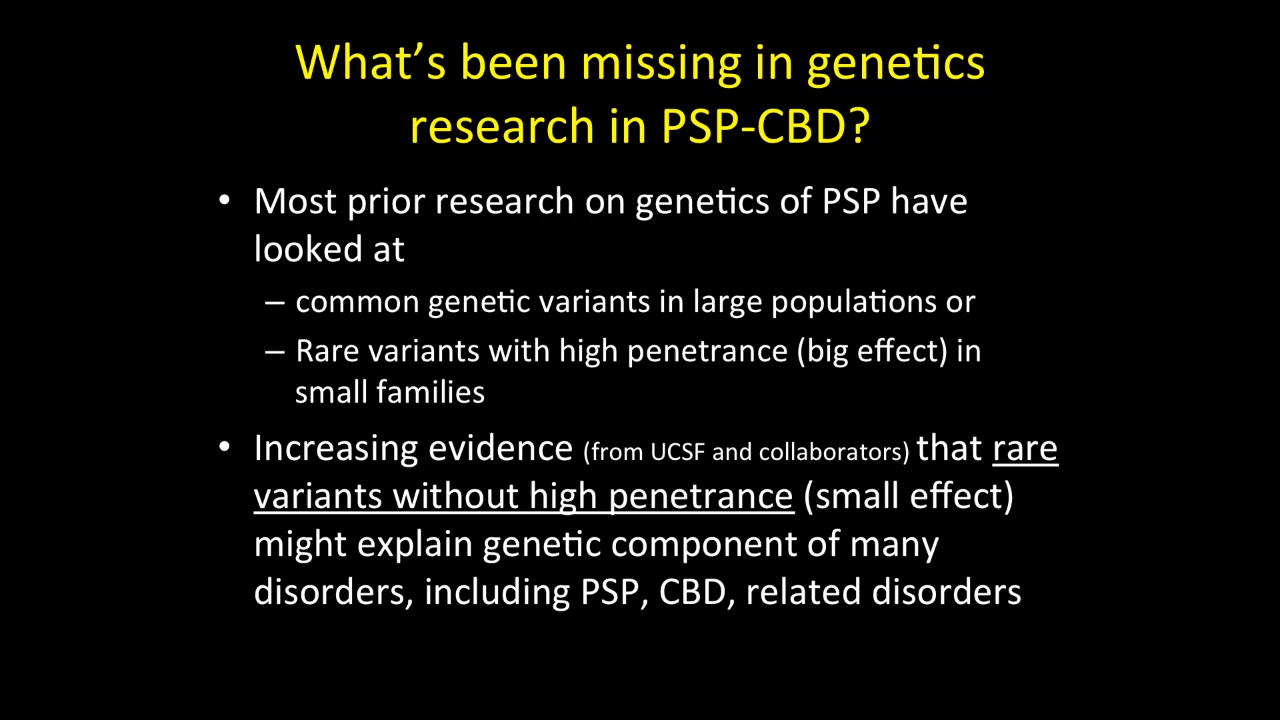 What’s been missing in genetics
research in PSP-CBD?
• Most prior research on genetics of PSP have
looked at
– common genetic variants in large populations or
– Rare variants with high penetrance (big effect) in
small families
• Increasing evidence (from UCSF and collaborators) that rare
variants without high penetrance (small effect)
might explain genetic component of many
disorders, including PSP, CBD, related disorders